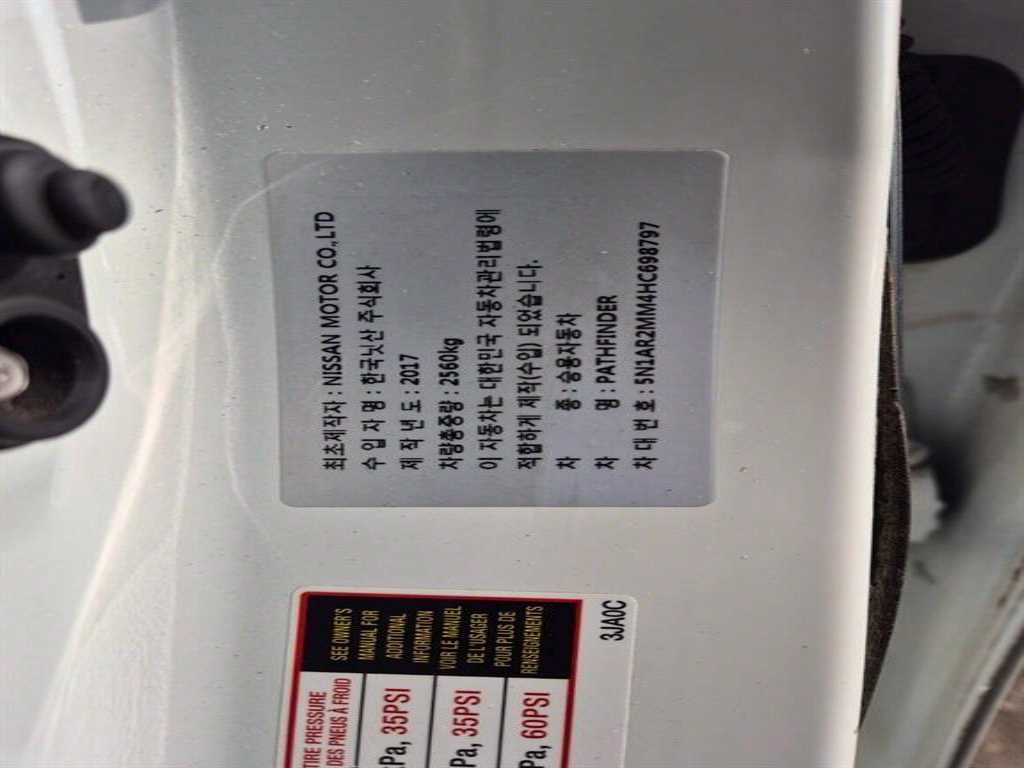 최초제작자 : NISSAN MOTOR CO.,LTD
수 입 자 명 : 한국닛산 주식회사
제 작 년 도 : 2017
차량총중량 : 2560kg
이 자동차는 대한민국 자동차관리법령에
적합하게 제작(수입) 되었습니다.
차 종 : 승용자동차
차 명 : PATHFINDER
차 대 번 호 : 5N1AR2MM4HC698797
TIRE PRESSURE
DES PNEUS À FROID
SEE OWNER'S
MANUAL FOR
ADDITIONAL
INFORMATION
VOIR LE MANUEL
DE L'USAGER
POUR PLUS DE
RENSEIGNEMENTS
Pa, 35PSI
Pa, 35PSI
Pa, 60PSI
3JA0C